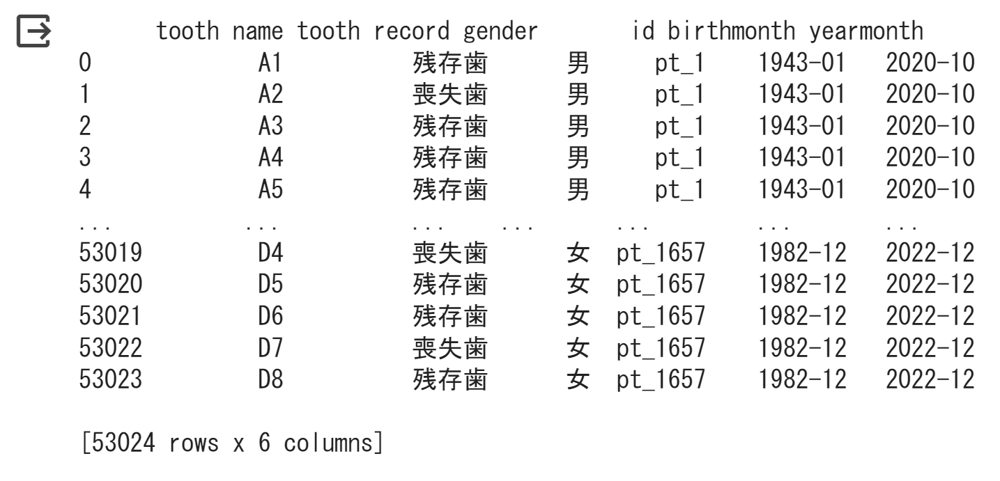 tooth name tooth record gender id birthmonth yearmonth
0 A1 残存歯 男 pt_1 1943-01 2020-10
1 A2 喪失歯 男 pt_1 1943-01 2020-10
2 A3 残存歯 男 pt_1 1943-01 2020-10
3 A4 残存歯 男 pt_1 1943-01 2020-10
4 A5 残存歯 男 pt_1 1943-01 2020-10
... ... ... ... ... ... ...
53019 D4 喪失歯 女 pt_1657 1982-12 2022-12
53020 D5 残存歯 女 pt_1657 1982-12 2022-12
53021 D6 残存歯 女 pt_1657 1982-12 2022-12
53022 D7 喪失歯 女 pt_1657 1982-12 2022-12
53023 D8 残存歯 女 pt_1657 1982-12 2022-12
[53024 rows x 6 columns]